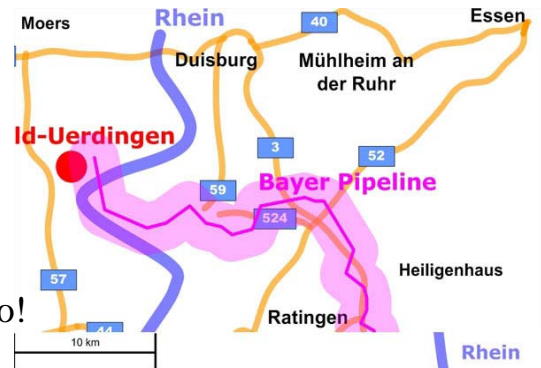 Moers
Rhein
40
Essen
Duisburg
Mühlheim an
der Ruhr
ld-Uerdingen
3
52
59
Bayer Pipeline
524
57
Heiligenhaus
o!
44
Ratingen
10 km
Rhein